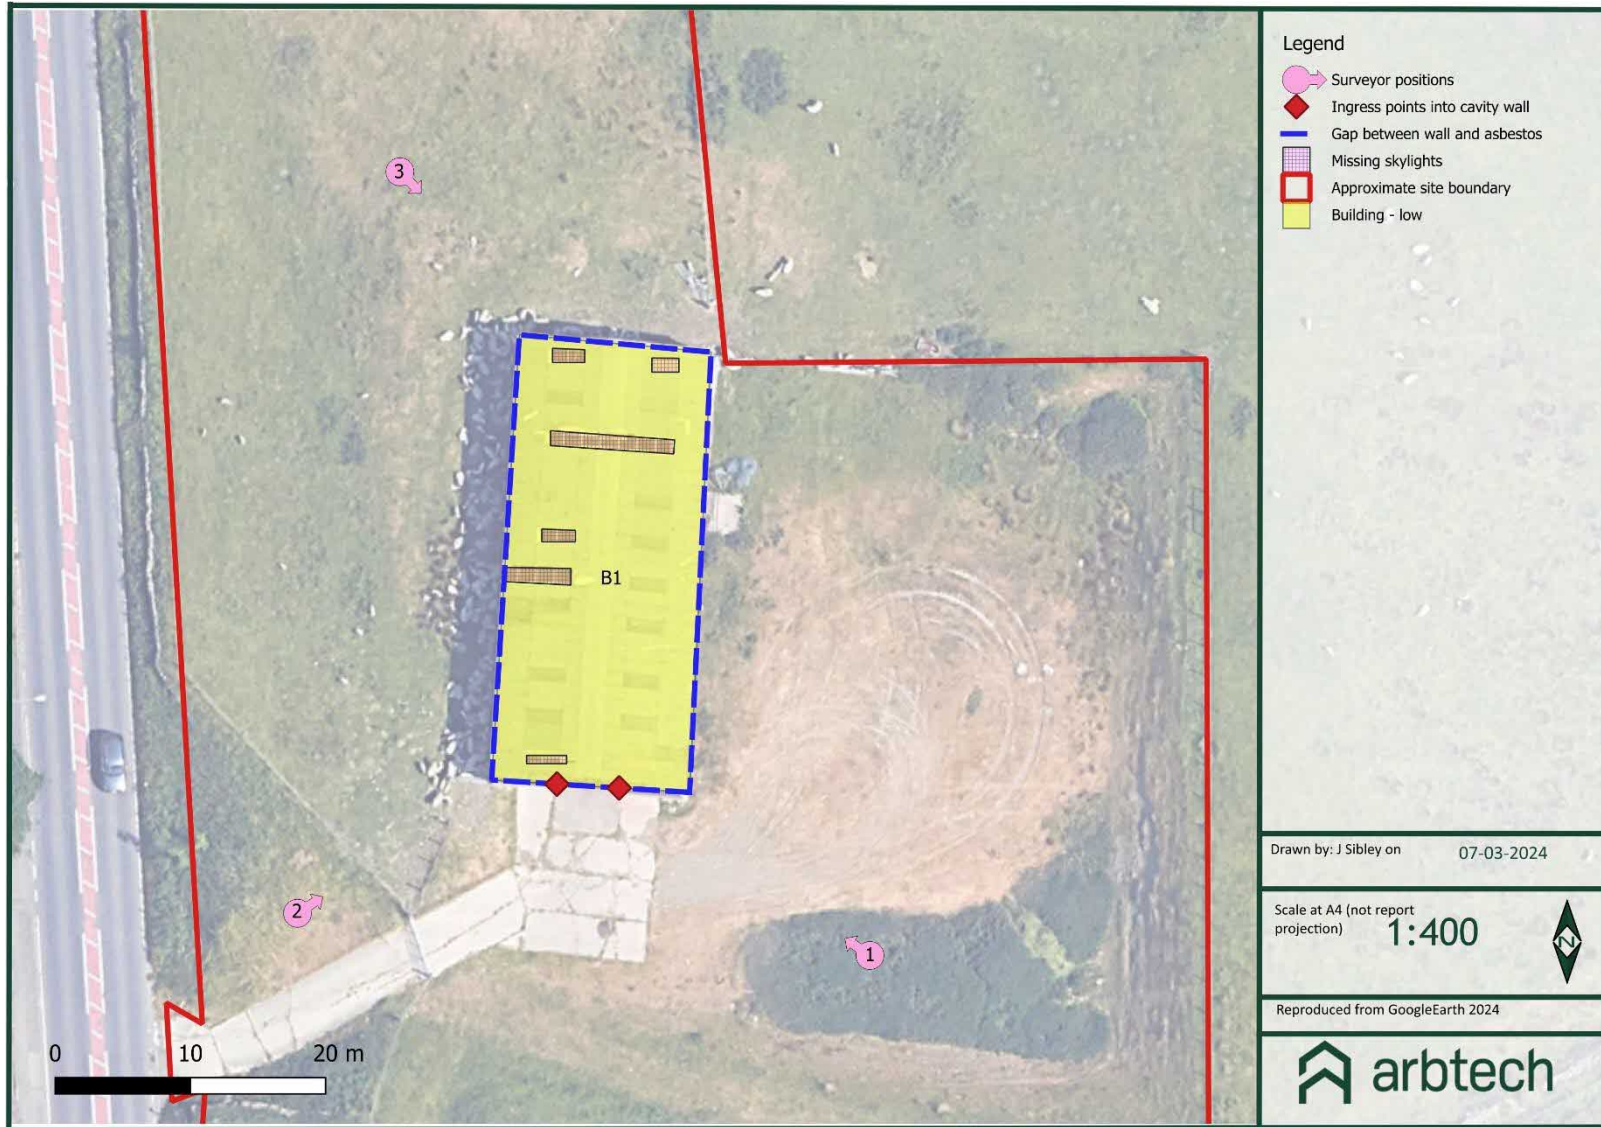 Legend
Surveyor positions
Ingress points into cavity wall
Gap between wall and asbestos
Missing skylights
Approximate site boundary
Building - low
3
B1
2
1
0 10 20 m
Drawn by: J Sibley on 07-03-2024
Scale at A4 (not report
projection) 1:400
N
Reproduced from GoogleEarth 2024
arbtech